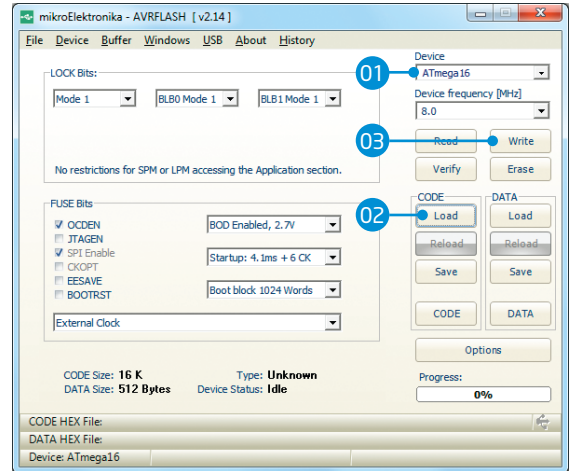 mikroElektronika - AVRFLASH [ v2.14 ]
File Device Buffer Windows USB About History
LOCK Bits:
Mode 1
BLB0 Mode 1
BLB1 Mode 1
No restrictions for SPM or LPM accessing the Application section.
FUSE Bits
OCDEN
JTAGEN
SPI Enable
CKOPT
EESAVE
BOOTRST
BOD Enabled, 2.7V
Startup: 4.1ms + 6 CK
Boot block 1024 Words
External Clock
CODE Size: 16 K
DATA Size: 512 Bytes
Type: Unknown
Device Status: Idle
Device
01
ATmega16
Device frequency [MHz]
8.0
03
Read
Write
Verify
Erase
CODE
DATA
02
Load
Load
Reload
Reload
Save
Save
CODE
DATA
Options
Progress:
0%
CODE HEX File:
DATA HEX File:
Device: ATmega16